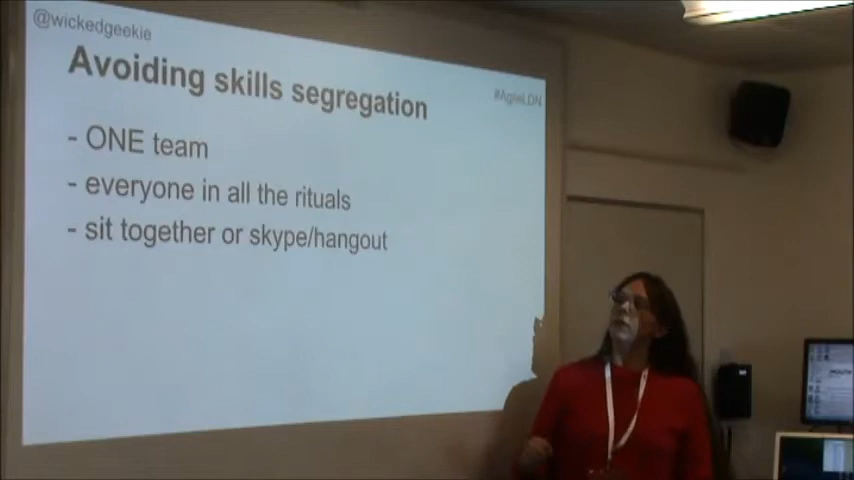 @wickedgeekie
#AgileLDN
Avoiding skills segregation
- ONE team
- everyone in all the rituals
- sit together or skype/hangout